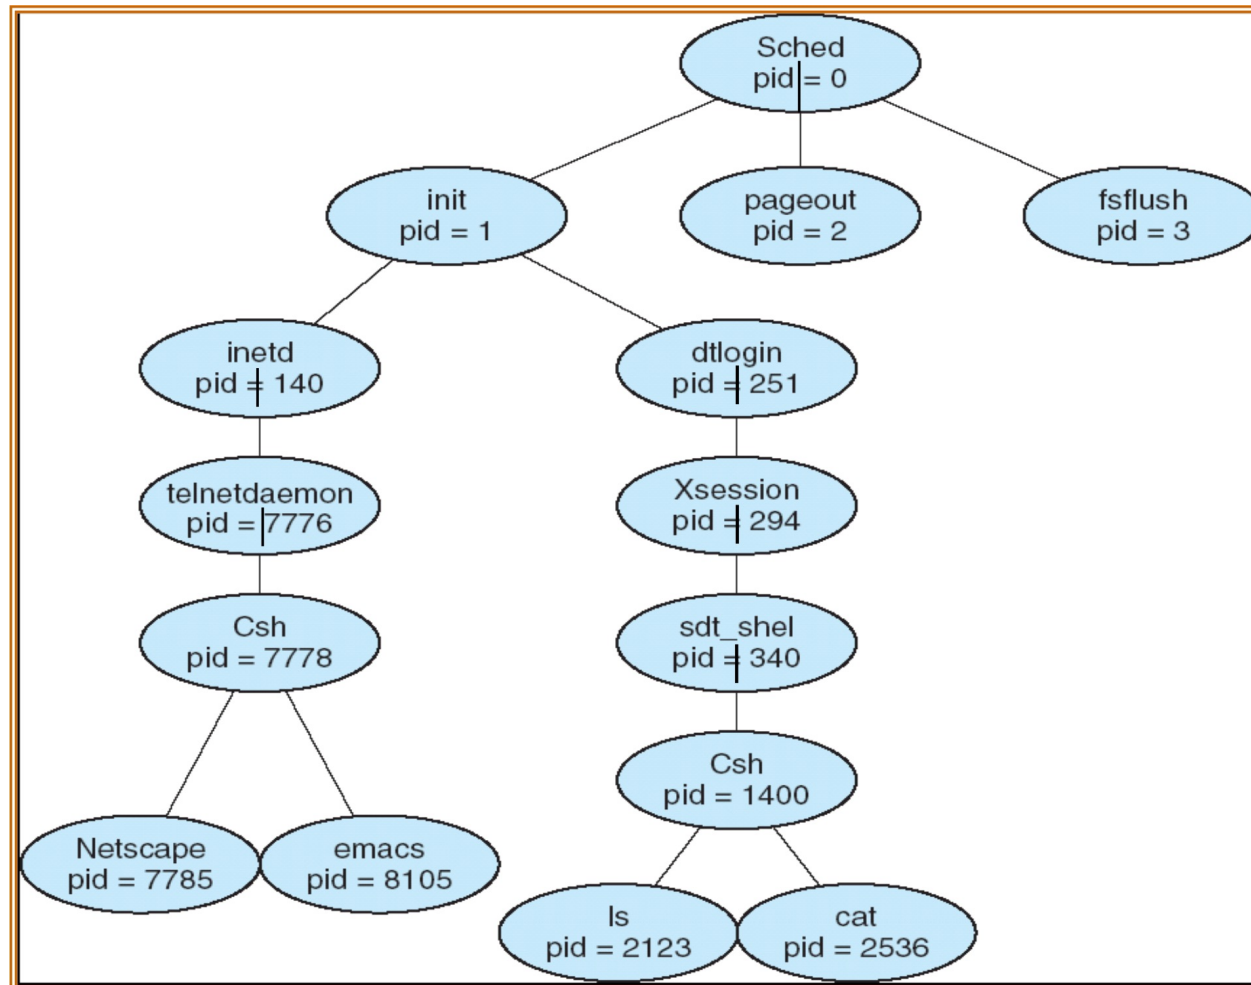 Sched
pid = 0
init
pid = 1
pageout
pid = 2
fsflush
pid = 3
inetd
pid = 140
dtlogin
pid = 251
telnetdaemon
pid = 7776
Xsession
pid = 294
Csh
pid = 7778
sdt_shel
pid = 340
Csh
pid = 1400
Netscape
pid = 7785
emacs
pid = 8105
ls
pid = 2123
cat
pid = 2536